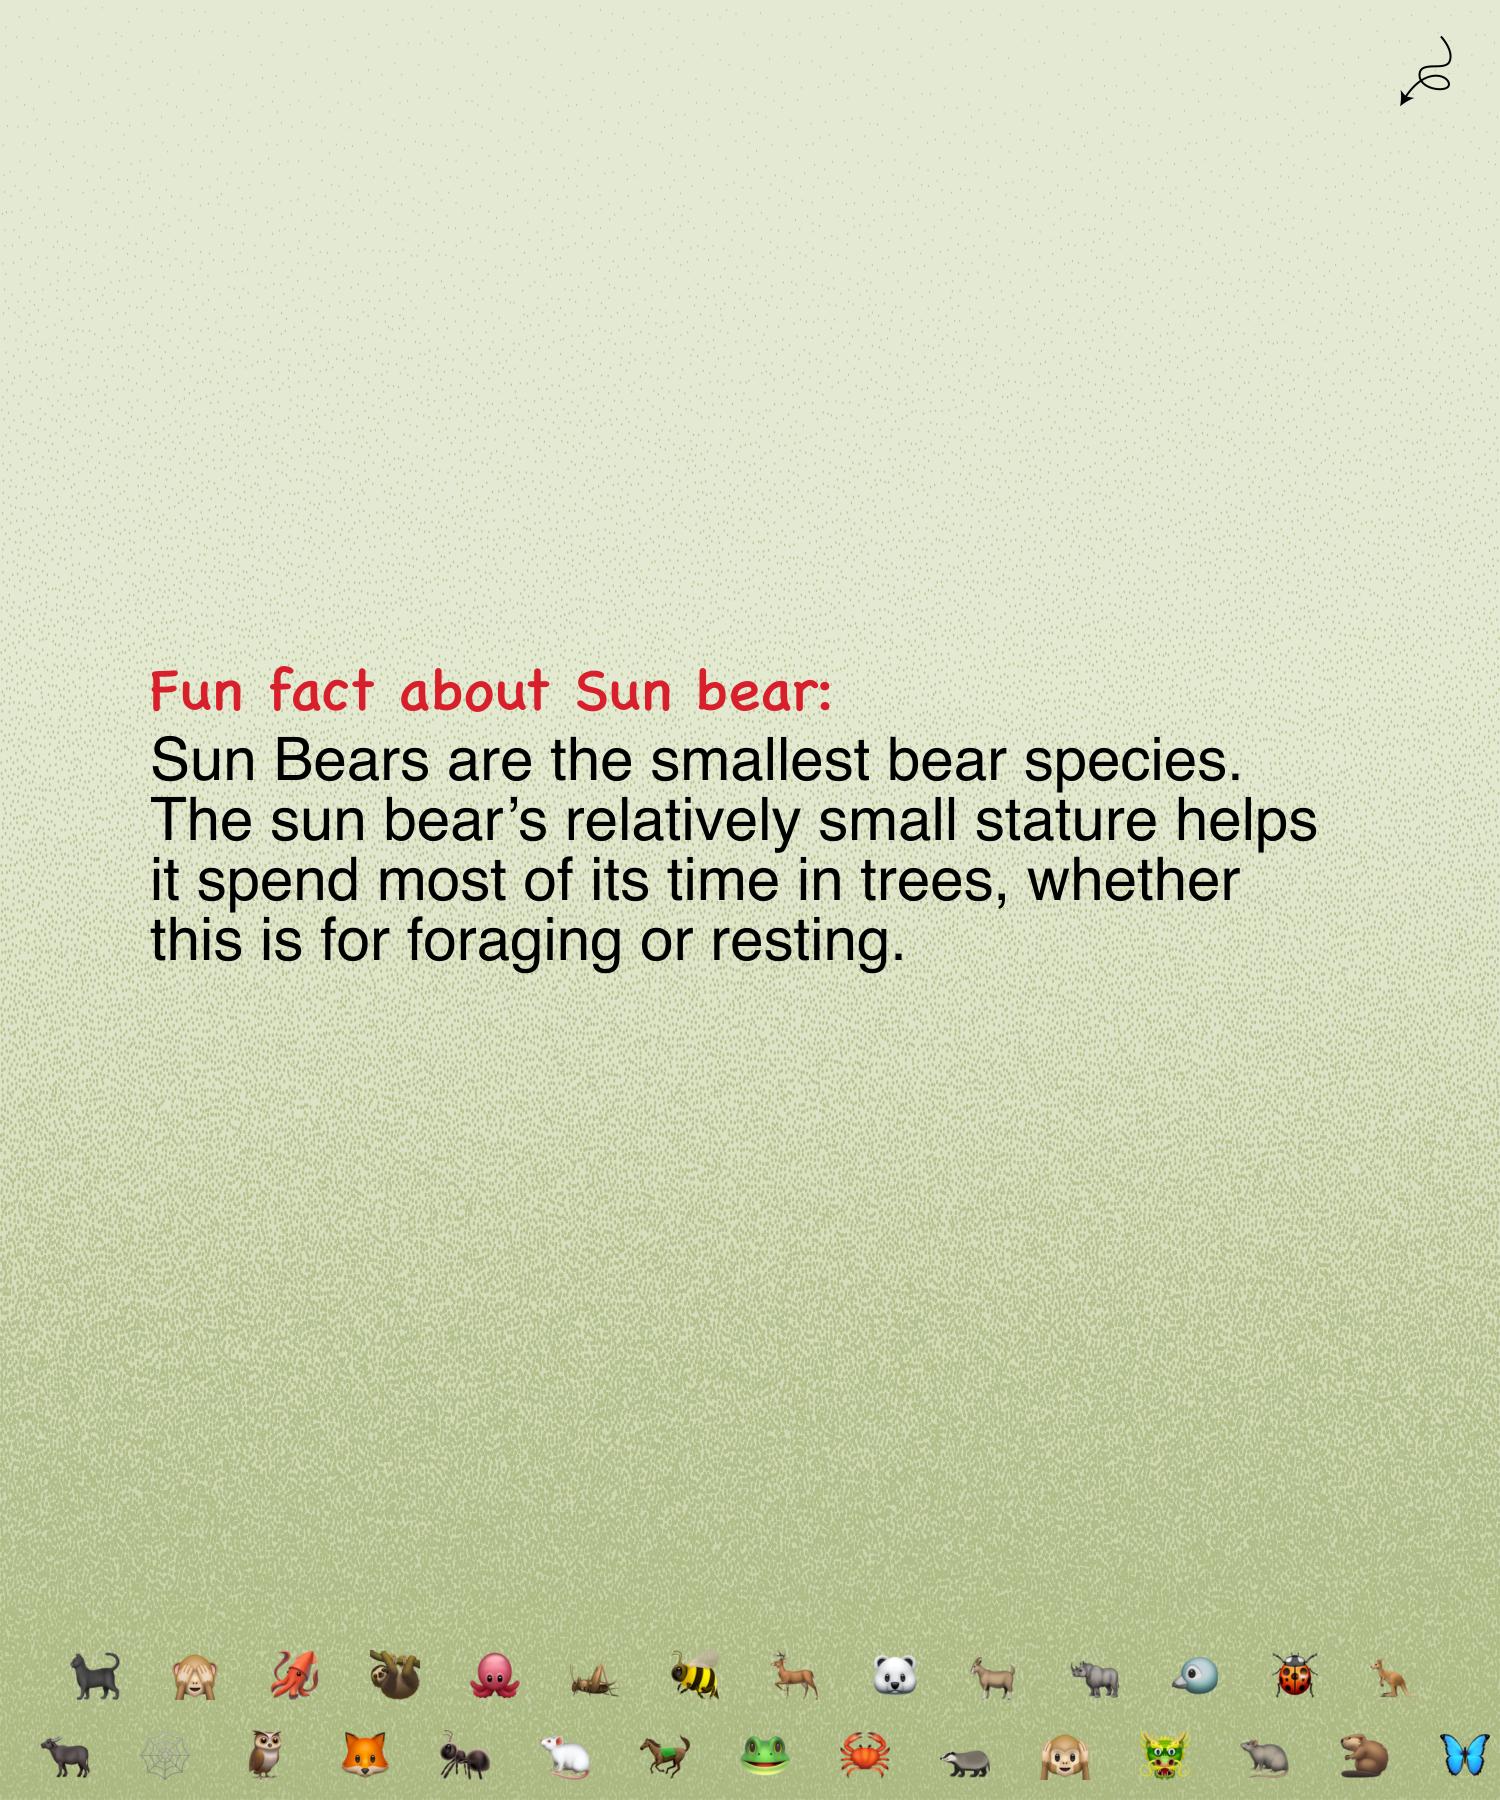 Fun fact about Sun bear:
Sun Bears are the smallest bear species.
The sun bear’s relatively small stature helps
it spend most of its time in trees, whether
this is for foraging or resting.